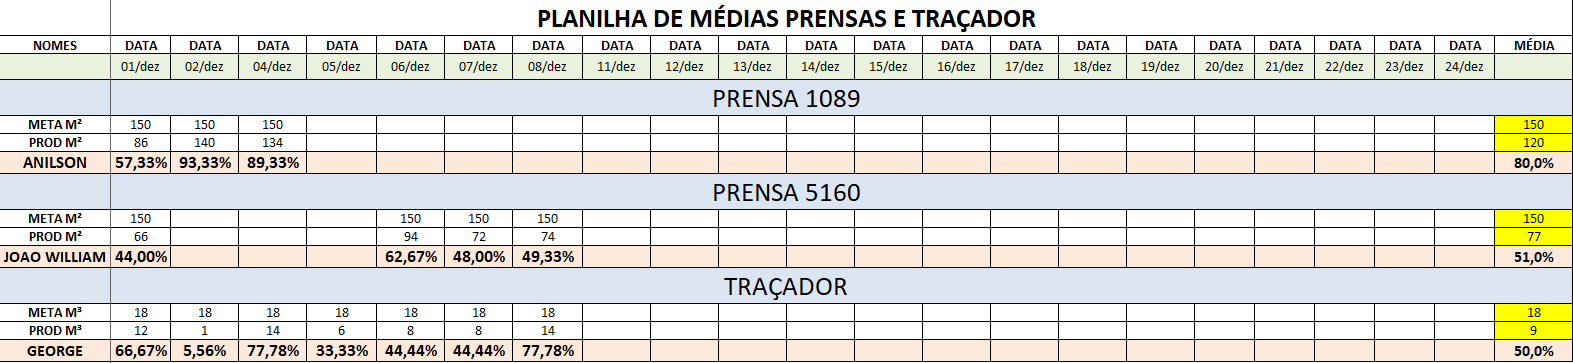 PLANILHA DE MÉDIAS PRENSAS E TRAÇADOR
NOMES DATA DATA DATA DATA DATA DATA DATA DATA DATA DATA DATA DATA DATA DATA DATA DATA DATA DATA DATA DATA MÉDIA
01/dez 02/dez 04/dez 05/dez 06/dez 07/dez 08/dez 11/dez 12/dez 13/dez 14/dez 15/dez 16/dez 17/dez 18/dez 19/dez 20/dez 21/dez 22/dez 23/dez 24/dez
PRENSA 1089
META M² 150 150 150 150
PROD M² 86 140 134 120
ANILSON 57,33% 93,33% 89,33% 80,0%
PRENSA 5160
META M² 150 150 150 150 150
PROD M² 66 94 72 74 77
JOAO WILLIAM 44,00% 62,67% 48,00% 49,33% 51,0%
TRAÇADOR
META M³ 18 18 18 18 18 18 18 18
PROD M³ 12 1 14 6 8 8 14 9
GEORGE 66,67% 5,56% 77,78% 33,33% 44,44% 44,44% 77,78% 50,0%